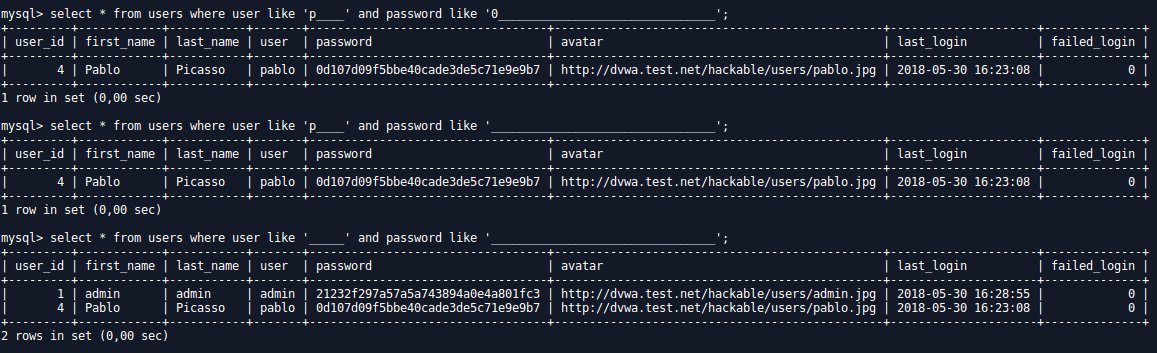 mysql> select * from users where user like 'p____' and password like '0_______________________________';
+---------+------------+-----------+-------+----------------------------------+-----------------------------------------------+---------------------+--------------+
| user_id | first_name | last_name | user  | password                         | avatar                                        | last_login          | failed_login |
+---------+------------+-----------+-------+----------------------------------+-----------------------------------------------+---------------------+--------------+
|       4 | Pablo      | Picasso   | pablo | 0d107d09f5bbe40cade3de5c71e9e9b7 | http://dvwa.test.net/hackable/users/pablo.jpg | 2018-05-30 16:23:08 |            0 |
+---------+------------+-----------+-------+----------------------------------+-----------------------------------------------+---------------------+--------------+
1 row in set (0,00 sec)
mysql> select * from users where user like 'p____' and password like '________________________________';
+---------+------------+-----------+-------+----------------------------------+-----------------------------------------------+---------------------+--------------+
| user_id | first_name | last_name | user  | password                         | avatar                                        | last_login          | failed_login |
+---------+------------+-----------+-------+----------------------------------+-----------------------------------------------+---------------------+--------------+
|       4 | Pablo      | Picasso   | pablo | 0d107d09f5bbe40cade3de5c71e9e9b7 | http://dvwa.test.net/hackable/users/pablo.jpg | 2018-05-30 16:23:08 |            0 |
+---------+------------+-----------+-------+----------------------------------+-----------------------------------------------+---------------------+--------------+
1 row in set (0,00 sec)
mysql> select * from users where user like '_____' and password like '________________________________';
+---------+------------+-----------+-------+----------------------------------+-----------------------------------------------+---------------------+--------------+
| user_id | first_name | last_name | user  | password                         | avatar                                        | last_login          | failed_login |
+---------+------------+-----------+-------+----------------------------------+-----------------------------------------------+---------------------+--------------+
|       1 | admin      | admin     | admin | 21232f297a57a5a743894a0e4a801fc3 | http://dvwa.test.net/hackable/users/admin.jpg | 2018-05-30 16:28:55 |            0 |
|       4 | Pablo      | Picasso   | pablo | 0d107d09f5bbe40cade3de5c71e9e9b7 | http://dvwa.test.net/hackable/users/pablo.jpg | 2018-05-30 16:23:08 |            0 |
+---------+------------+-----------+-------+----------------------------------+-----------------------------------------------+---------------------+--------------+
2 rows in set (0,00 sec)